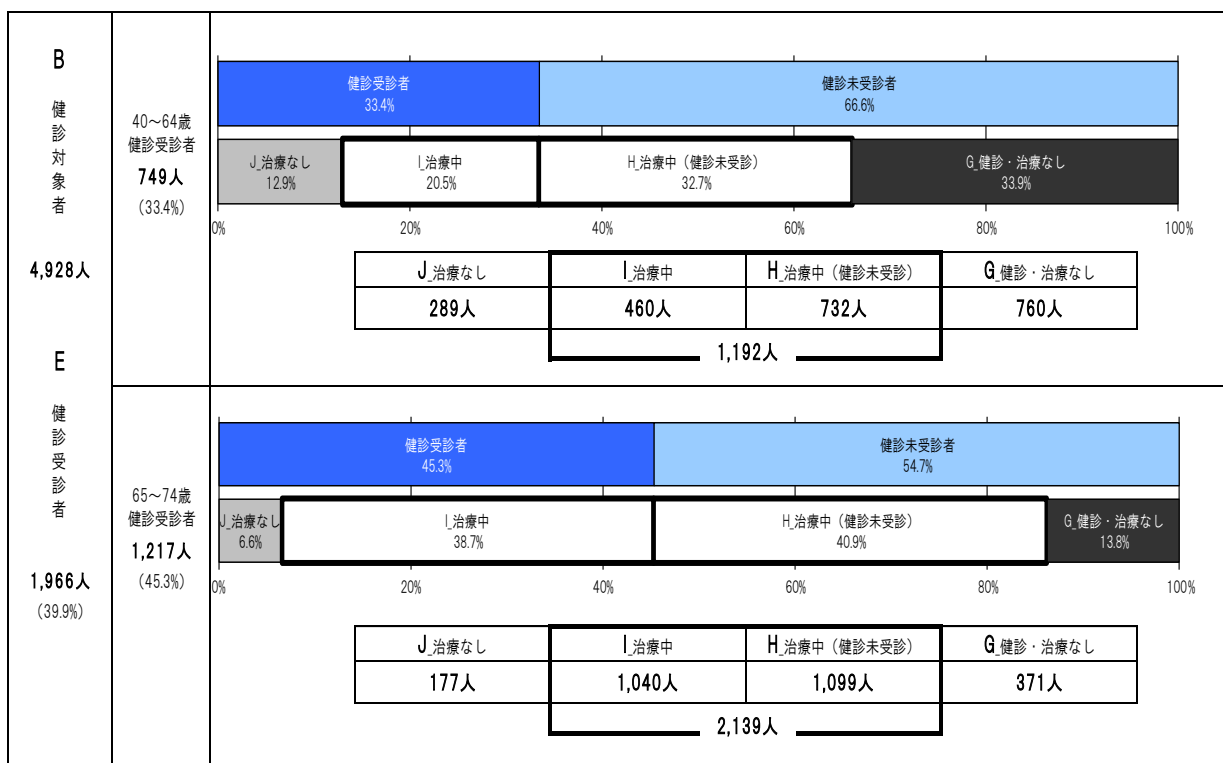 B
健診対象者
4,928人
E
健診受診者
1,966人
(39.9%)
40～64歳
健診受診者
749人
(33.4%)
健診受診者
33.4%
健診未受診者
66.6%
J_治療なし
12.9%
I_治療中
20.5%
H_治療中（健診未受診）
32.7%
G_健診・治療なし
33.9%
0% 20% 40% 60% 80% 100%
J_治療なし I_治療中 H_治療中（健診未受診） G_健診・治療なし
289人 460人 732人 760人
1,192人
65～74歳
健診受診者
1,217人
(45.3%)
健診受診者
45.3%
健診未受診者
54.7%
J_治療なし
6.6%
I_治療中
38.7%
H_治療中（健診未受診）
40.9%
G_健診・治療なし
13.8%
0% 20% 40% 60% 80% 100%
J_治療なし I_治療中 H_治療中（健診未受診） G_健診・治療なし
177人 1,040人 1,099人 371人
2,139人